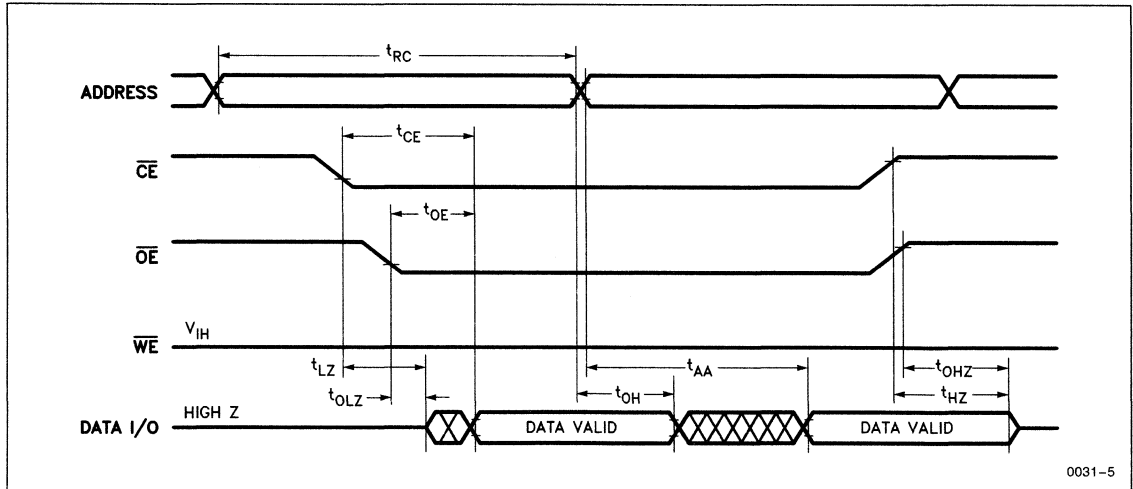 tRC
ADDRESS
tCE
CE
tOE
OE
VIH
WE
tLZ
tAA
tOHZ
tOLZ
tOH
tHZ
HIGH Z
DATA I/O
DATA VALID
DATA VALID
0031-5